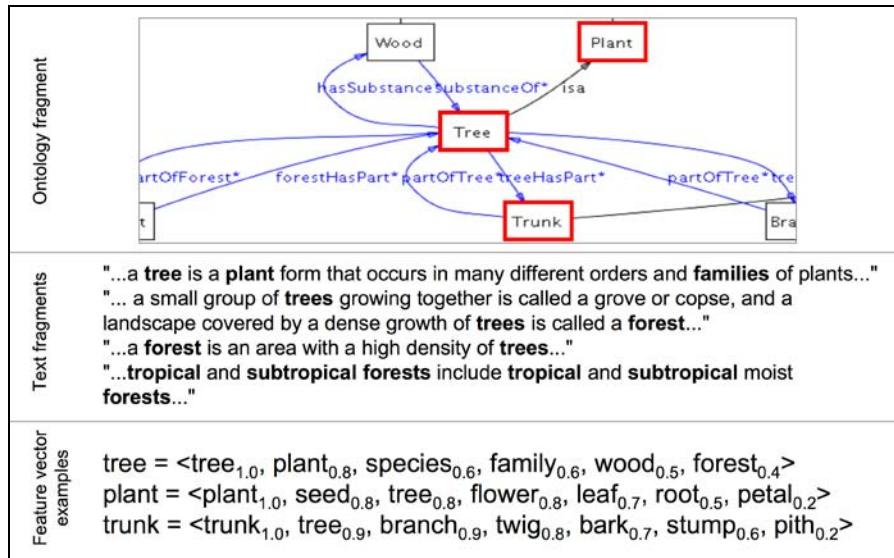 Ontology fragment
Wood
Plant
hasSubstance* substanceOf* isa
Tree
artOfForest* forestHasPart* partOfTree* treeHasPart* partOfTree* tre
t
Trunk
Bra
Text fragments
"...a tree is a plant form that occurs in many different orders and families of plants..."
"... a small group of trees growing together is called a grove or copse, and a
landscape covered by a dense growth of trees is called a forest..."
"...a forest is an area with a high density of trees..."
"...tropical and subtropical forests include tropical and subtropical moist
forests..."
Feature vector
examples
tree = <tree1.0, plant0.8, species0.6, family0.6, wood0.5, forest0.4>
plant = <plant1.0, seed0.8, tree0.8, flower0.8, leaf0.7, root0.5, petal0.2>
trunk = <trunk1.0, tree0.9, branch0.9, twig0.8, bark0.7, stump0.6, pith0.2>